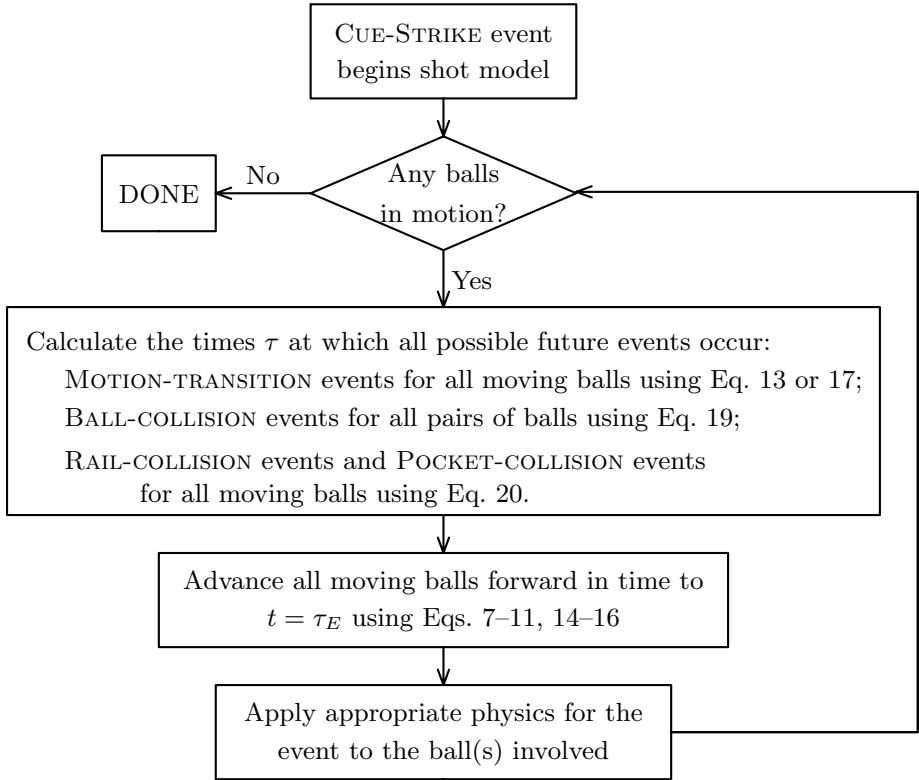 CUE-STRIKE event
begins shot model
Any balls
in motion?
No
DONE
Yes
Calculate the times τ at which all possible future events occur:
MOTION-TRANSITION events for all moving balls using Eq. 13 or 17;
BALL-COLLISION events for all pairs of balls using Eq. 19;
RAIL-COLLISION events and POCKET-COLLISION events
for all moving balls using Eq. 20.
Advance all moving balls forward in time to
t = τ_E using Eqs. 7–11, 14–16
Apply appropriate physics for the
event to the ball(s) involved